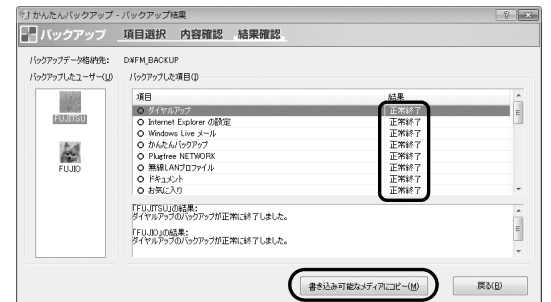 かんたんバックアップ - バックアップ結果
バックアップ 項目選択 内容確認 結果確認
バックアップデータ格納先: D:¥FM_BACKUP
バックアップしたユーザー(U) バックアップした項目(I)
FUJITSU
FUJIO
項目 結果
ダイヤルアップ 正常終了
Internet Explorer の設定 正常終了
Windows Live メール 正常終了
かんたんバックアップ 正常終了
Plugfree NETWORK 正常終了
無線LANプロファイル 正常終了
ドキュメント 正常終了
お気に入り 正常終了
「FUJITSU」の結果:
ダイヤルアップのバックアップが正常に終了しました。
「FUJIO」の結果:
ダイヤルアップのバックアップが正常に終了しました。
書き込み可能なメディアにコピー(M) 戻る(B)